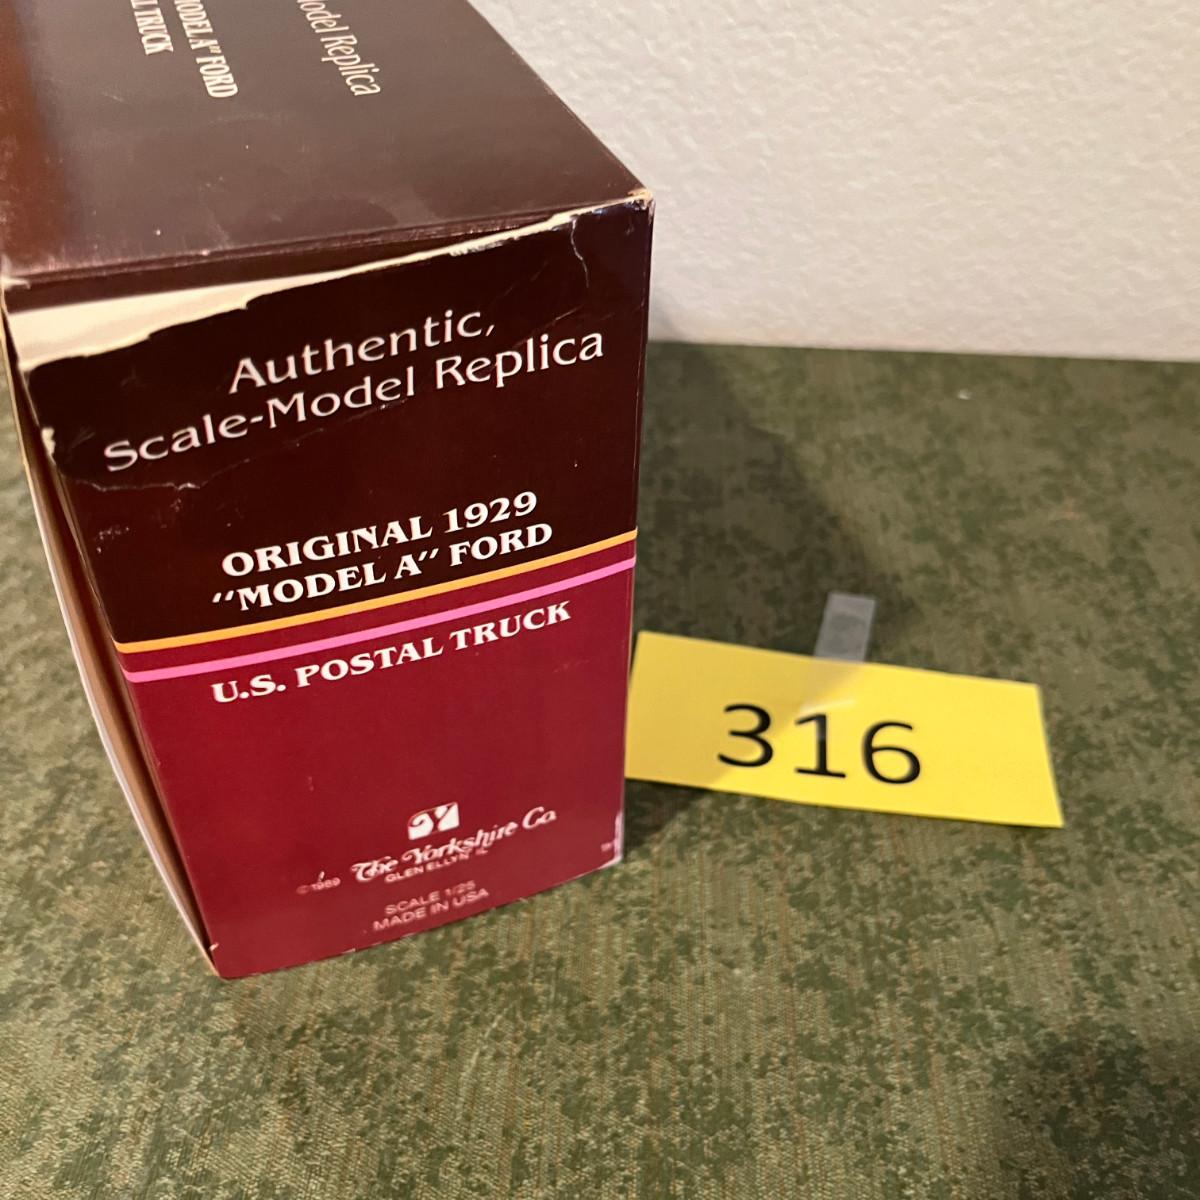 Model Replica
"MODEL A" FORD
TRUCK
Authentic,
Scale-Model Replica
ORIGINAL 1929
"MODEL A" FORD
U.S. POSTAL TRUCK
The Yorkshire Co.
GLEN ELLYN IL
©1989
SCALE 1/25
MADE IN USA
316